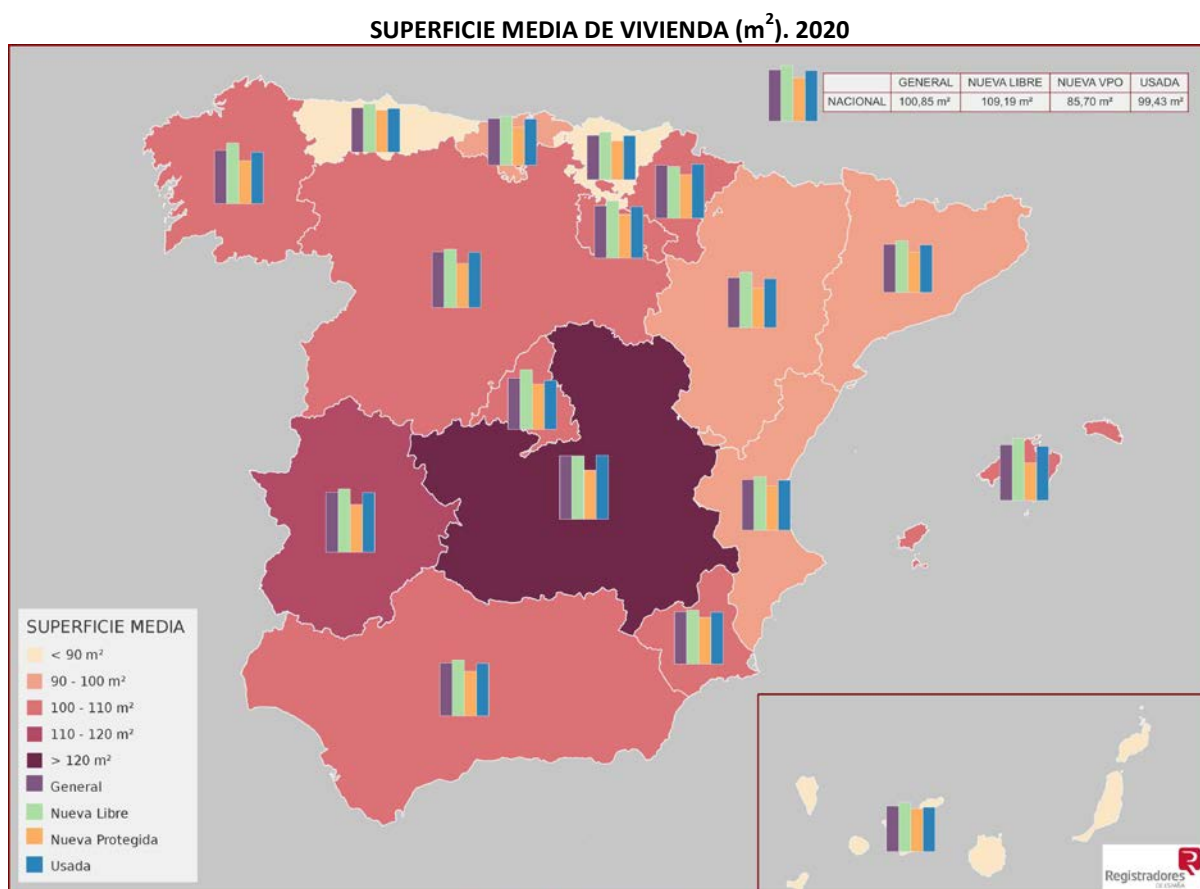 SUPERFICIE MEDIA DE VIVIENDA (m²). 2020
GENERAL NUEVA LIBRE NUEVA VPO USADA
NACIONAL 100,85 m² 109,19 m² 85,70 m² 99,43 m²
SUPERFICIE MEDIA
< 90 m²
90 - 100 m²
100 - 110 m²
110 - 120 m²
> 120 m²
General
Nueva Libre
Nueva Protegida
Usada
Registradores
DE ESPAÑA